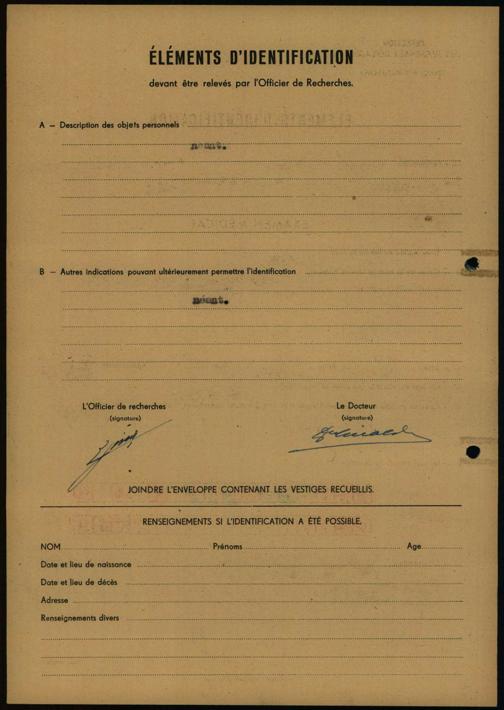 ÉLÉMENTS D'IDENTIFICATION
devant être relevés par l'Officier de Recherches.
A – Description des objets personnels
néant.
B – Autres indications pouvant ultérieurement permettre l'identification
néant.
L'Officier de recherches
(signature)
Le Docteur
(signature)
JOINDRE L'ENVELOPPE CONTENANT LES VESTIGES RECUEILLIS.
RENSEIGNEMENTS SI L'IDENTIFICATION A ÉTÉ POSSIBLE.
NOM Prénoms Age
Date et lieu de naissance
Date et lieu de décès
Adresse
Renseignements divers